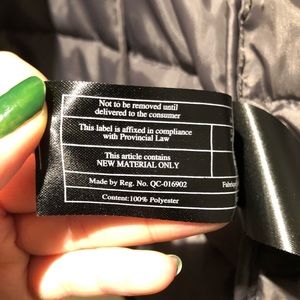 Not to be removed until
delivered to the consumer
This label is affixed in compliance
with Provincial Law
This article contains
NEW MATERIAL ONLY
Made by Reg. No. QC-016902
Content:100% Polyester